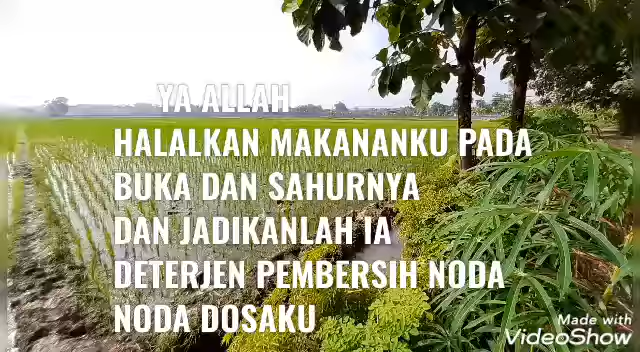 YA ALLAH
HALALKAN MAKANANKU PADA
BUKA DAN SAHURNYA
DAN JADIKANLAH IA
DETERJEN PEMBERSIH NODA
NODA DOSAKU
Made with
VideoShow